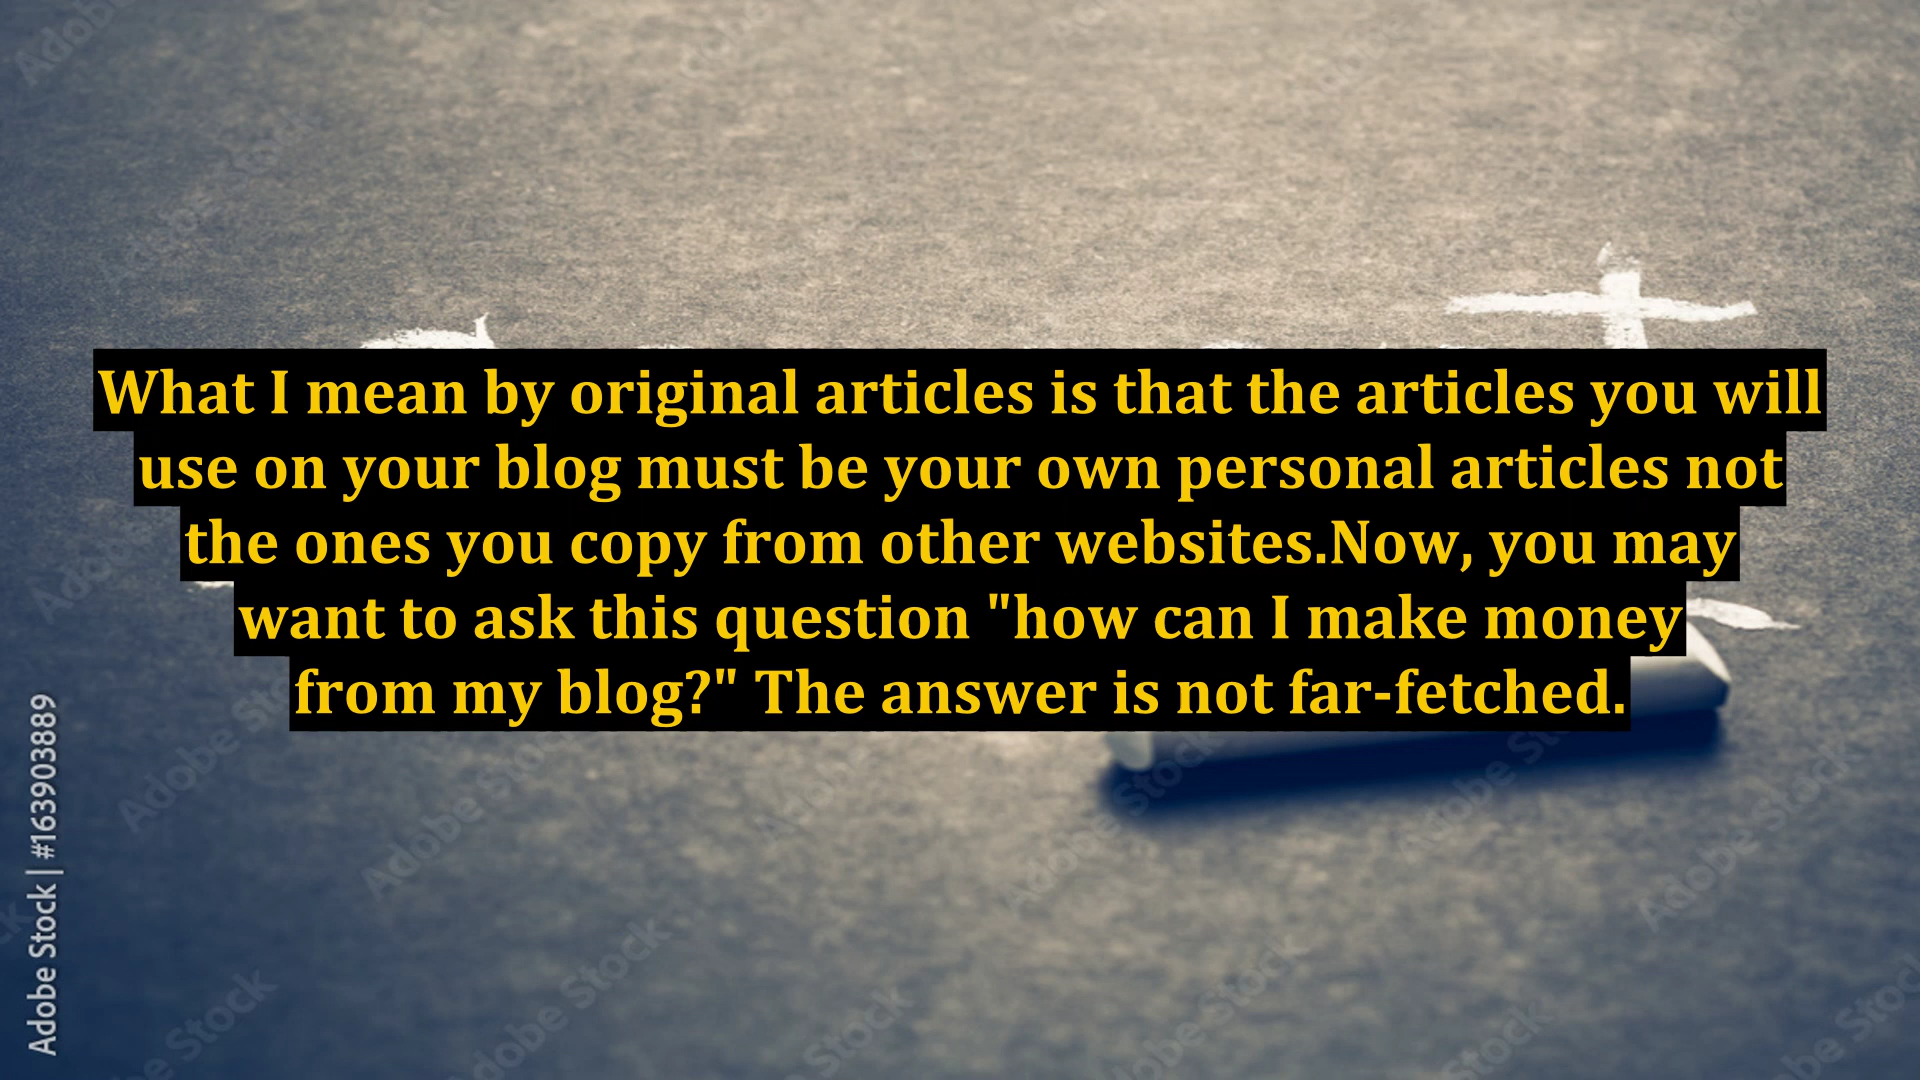 What I mean by original articles is that the articles you will
use on your blog must be your own personal articles not
the ones you copy from other websites.Now, you may
want to ask this question "how can I make money
from my blog?" The answer is not far-fetched.
Adobe Stock | #163903889
Adobe Stock